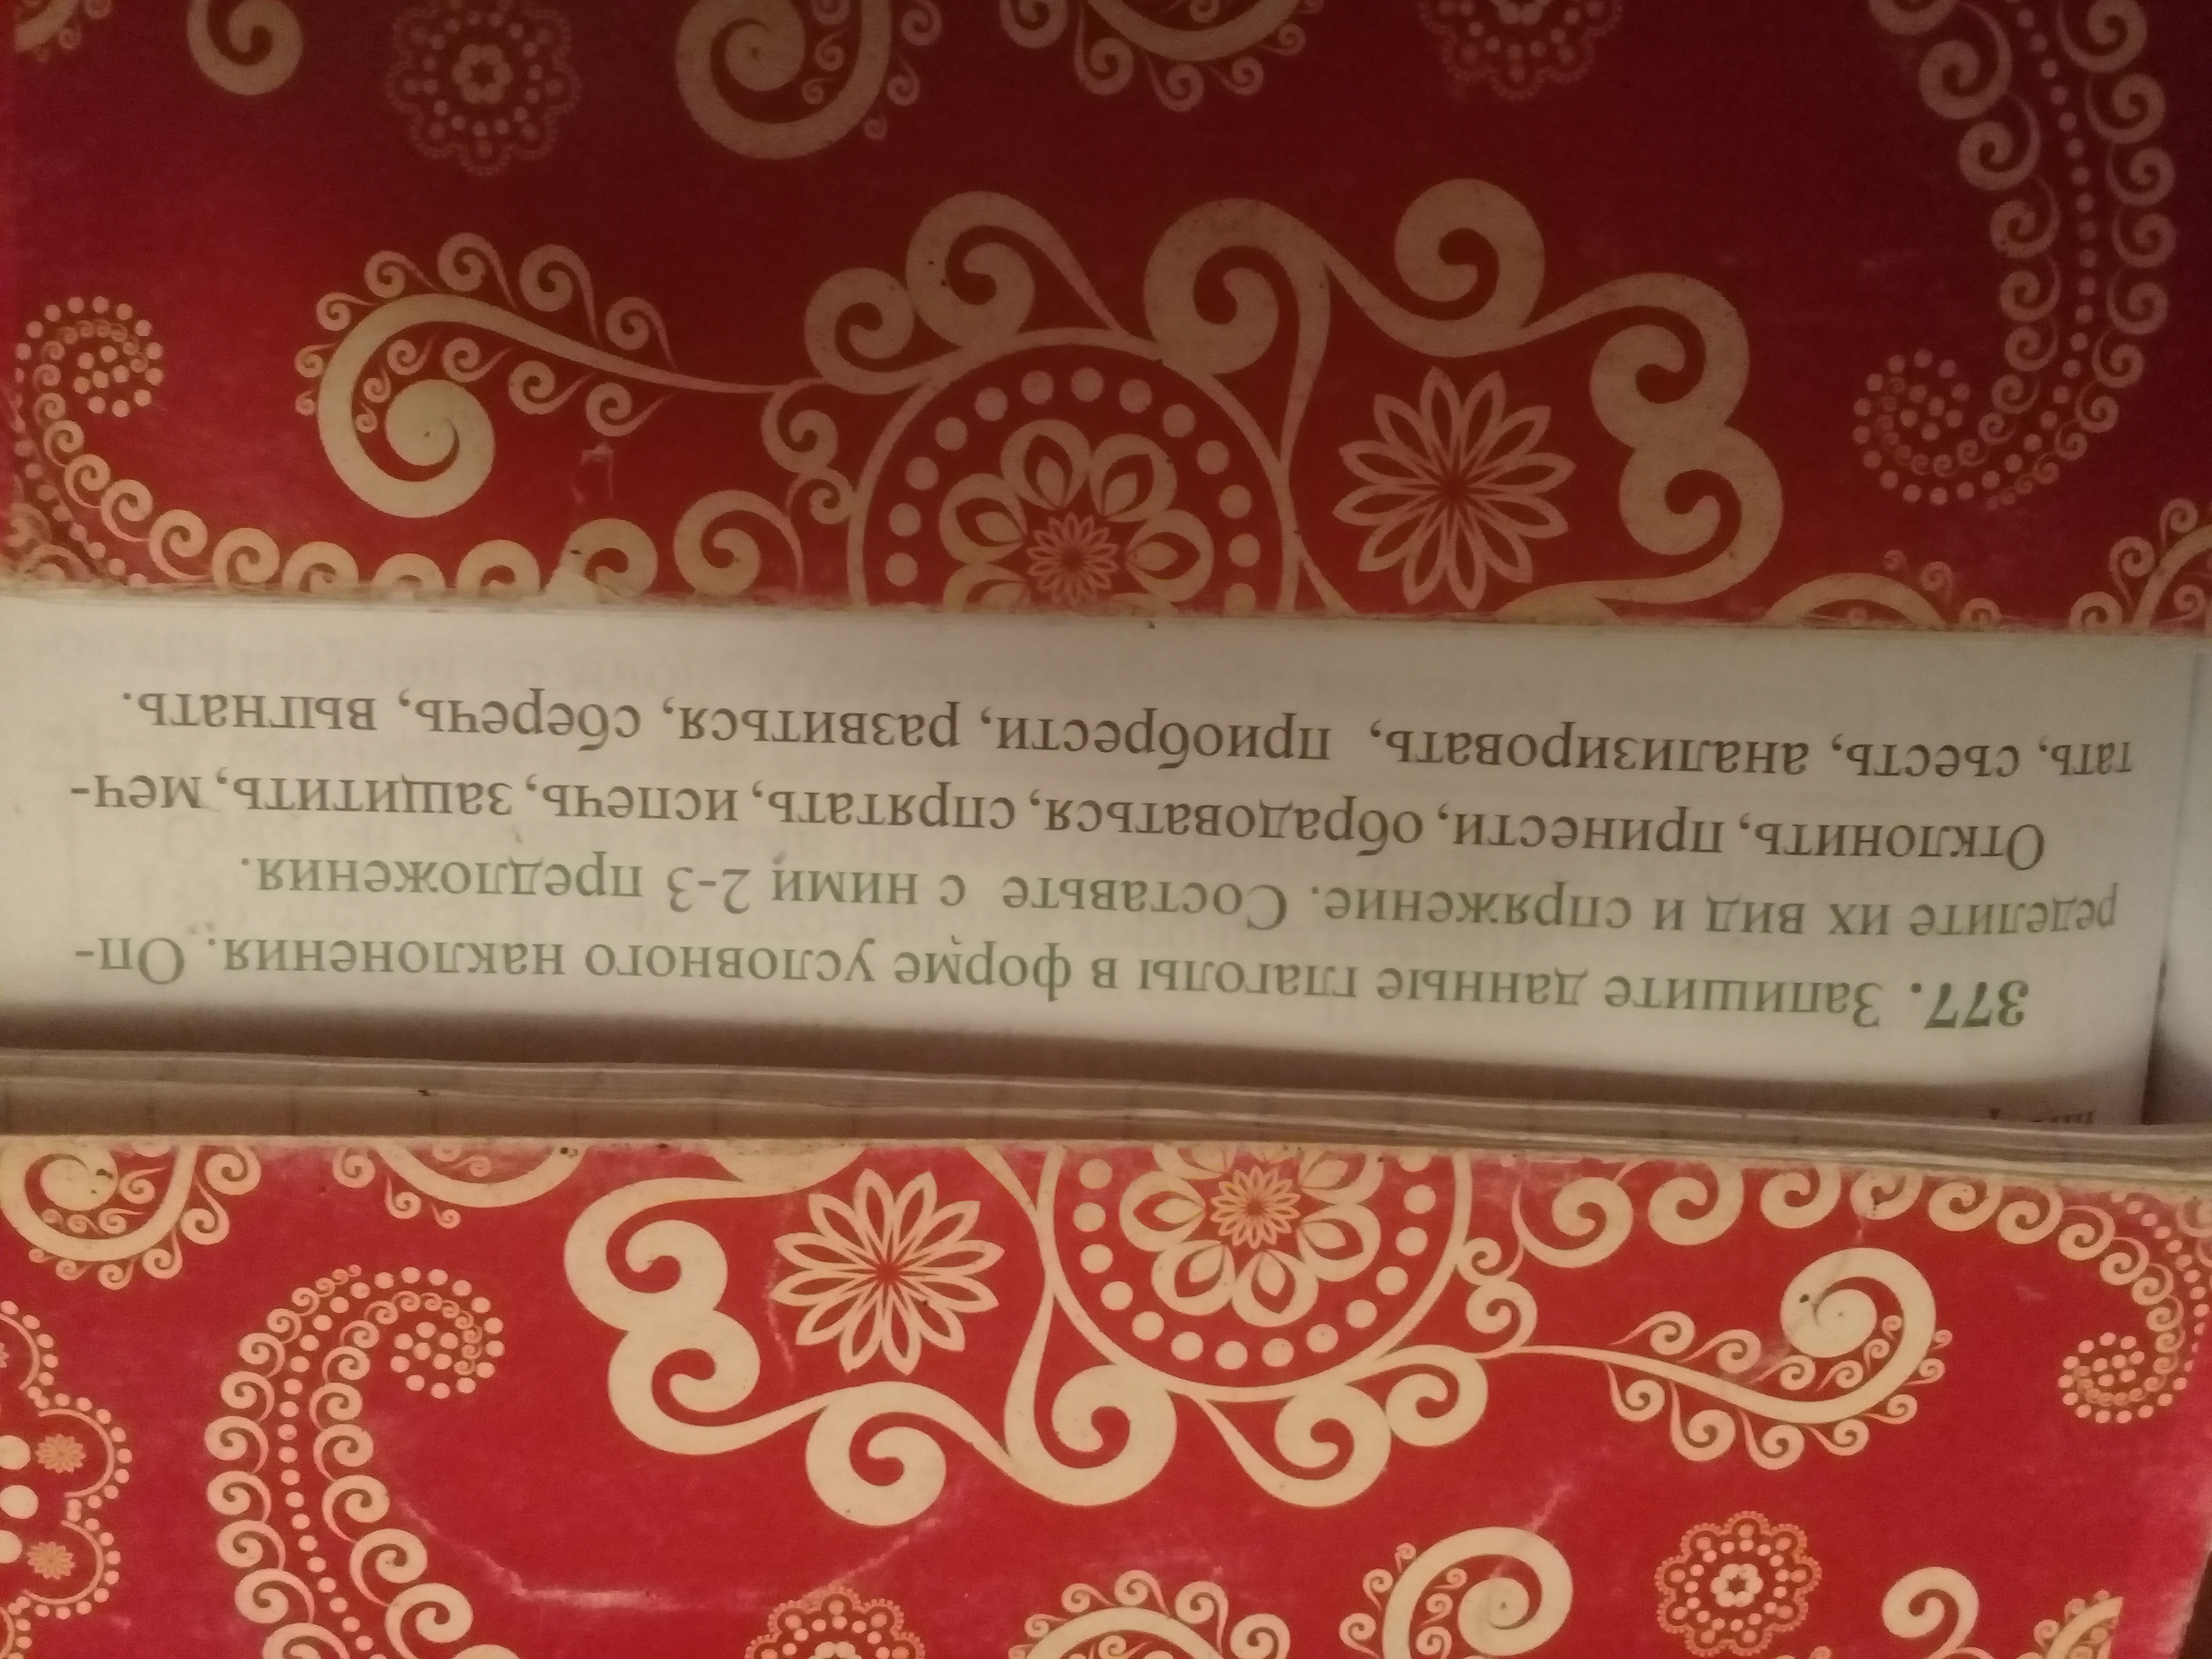 377. Запишите данные глаголы в форме условного наклонения. Оп-
ределите их вид и спряжение. Составьте с ними 2-3 предложения.
Отклонить, принести, обрадоваться, спрятать, испечь, защитить, меч-
тать, съесть, анализировать, приобрести, развиться, сберечь, выгнать.